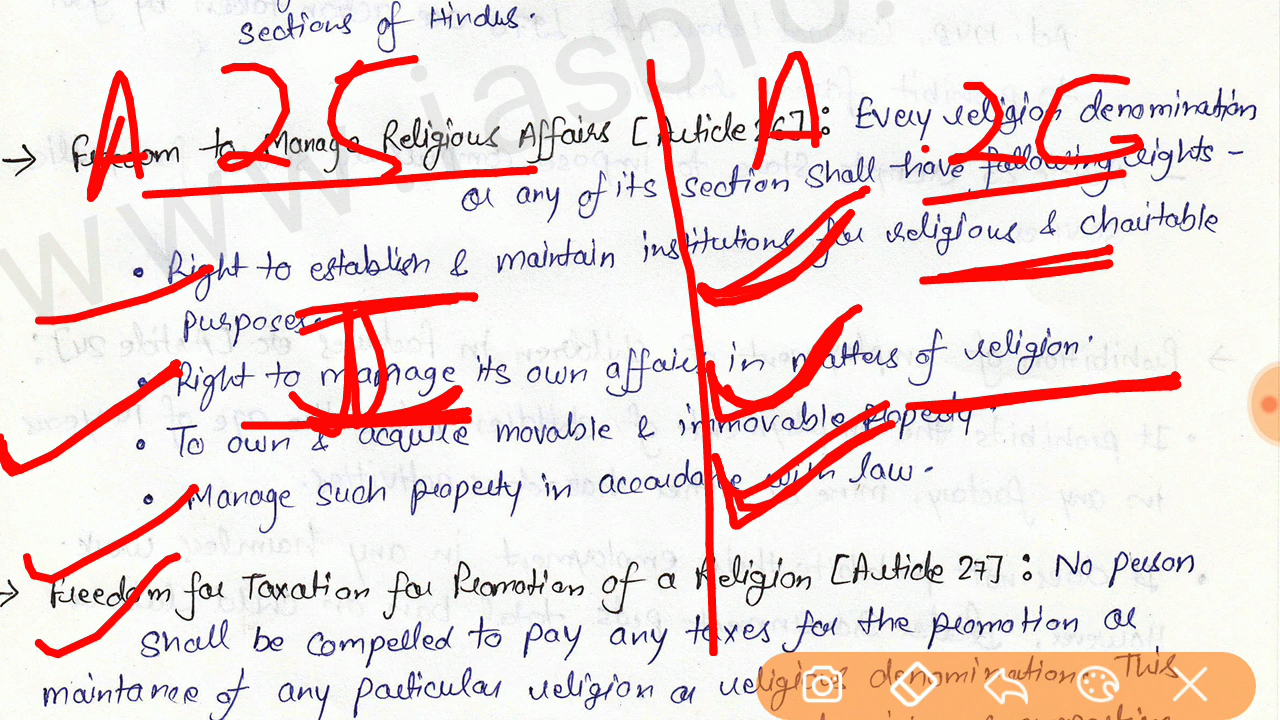 sections of Hindus.
A 25 A 26
→ Freedom to Manage Religious Affairs [Article 26] : Every religion denomination
or any of its section shall have following rights -
• Right to establish & maintain institutions for religious & charitable
purposes.
• Right to manage its own affairs in matters of religion.
• To own & acquire movable & immovable property.
• Manage such property in accordance with law.
→ Freedom for Taxation for Promotion of a Religion [Article 27] : No person
shall be compelled to pay any taxes for the promotion or
maintance of any particular religion or religious denomination. This
www.iasbro.